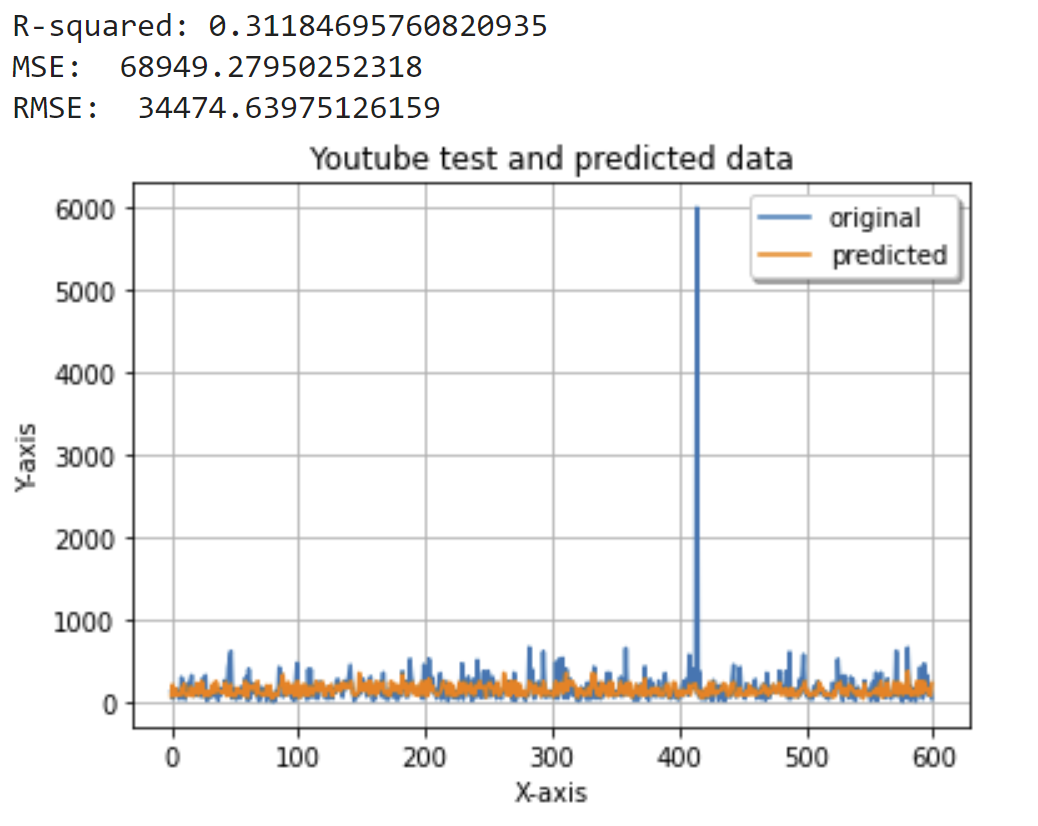 R-squared: 0.31184695760820935
MSE:  68949.27950252318
RMSE:  34474.63975126159
Youtube test and predicted data
original
predicted
6000
5000
4000
3000
2000
1000
0
Y-axis
0 100 200 300 400 500 600
X-axis